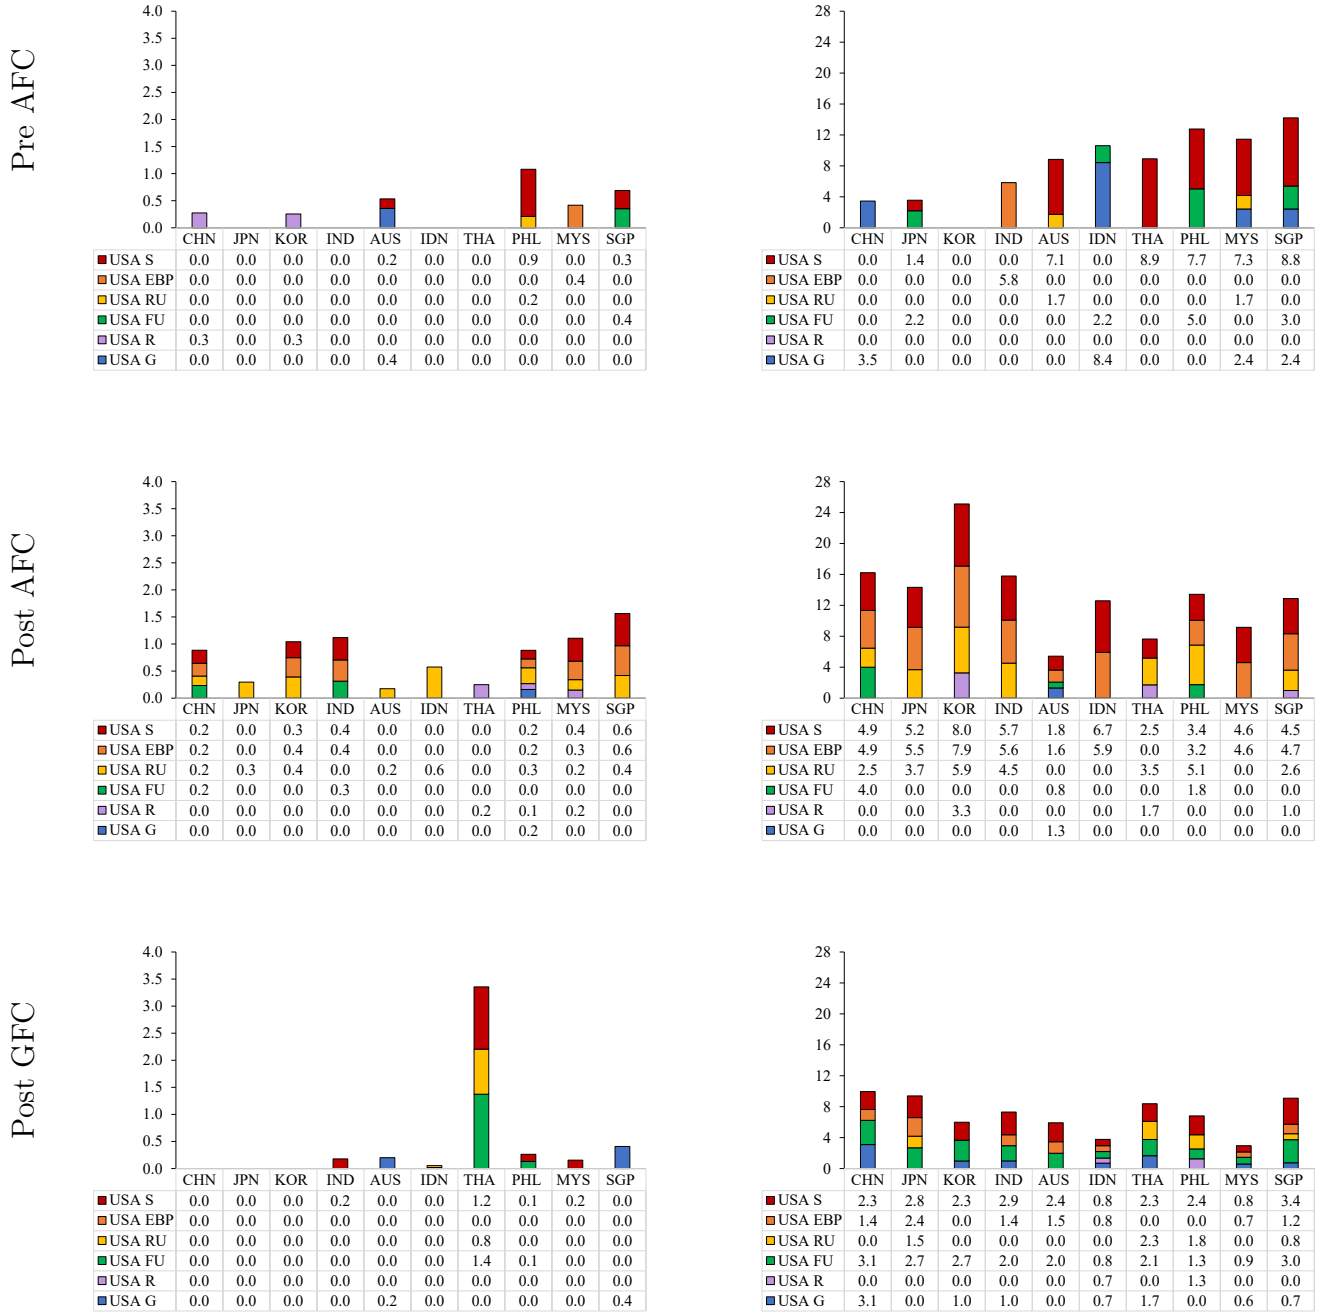 Pre AFC
4.0
3.5
3.0
2.5
2.0
1.5
1.0
0.5
0.0
CHN JPN KOR IND AUS IDN THA PHL MYS SGP
USA S 0.0 0.0 0.0 0.0 0.2 0.0 0.0 0.9 0.0 0.3
USA EBP 0.0 0.0 0.0 0.0 0.0 0.0 0.0 0.0 0.4 0.0
USA RU 0.0 0.0 0.0 0.0 0.0 0.0 0.0 0.2 0.0 0.0
USA FU 0.0 0.0 0.0 0.0 0.0 0.0 0.0 0.0 0.0 0.4
USA R 0.3 0.0 0.3 0.0 0.0 0.0 0.0 0.0 0.0 0.0
USA G 0.0 0.0 0.0 0.0 0.4 0.0 0.0 0.0 0.0 0.0
28
24
20
16
12
8
4
0
CHN JPN KOR IND AUS IDN THA PHL MYS SGP
USA S 0.0 1.4 0.0 0.0 7.1 0.0 8.9 7.7 7.3 8.8
USA EBP 0.0 0.0 0.0 5.8 0.0 0.0 0.0 0.0 0.0 0.0
USA RU 0.0 0.0 0.0 0.0 1.7 0.0 0.0 0.0 1.7 0.0
USA FU 0.0 2.2 0.0 0.0 0.0 2.2 0.0 5.0 0.0 3.0
USA R 0.0 0.0 0.0 0.0 0.0 0.0 0.0 0.0 0.0 0.0
USA G 3.5 0.0 0.0 0.0 0.0 8.4 0.0 0.0 2.4 2.4
Post AFC
4.0
3.5
3.0
2.5
2.0
1.5
1.0
0.5
0.0
CHN JPN KOR IND AUS IDN THA PHL MYS SGP
USA S 0.2 0.0 0.3 0.4 0.0 0.0 0.0 0.2 0.4 0.6
USA EBP 0.2 0.0 0.4 0.4 0.0 0.0 0.0 0.2 0.3 0.6
USA RU 0.2 0.3 0.4 0.0 0.2 0.6 0.0 0.3 0.2 0.4
USA FU 0.2 0.0 0.0 0.3 0.0 0.0 0.0 0.0 0.0 0.0
USA R 0.0 0.0 0.0 0.0 0.0 0.0 0.2 0.1 0.2 0.0
USA G 0.0 0.0 0.0 0.0 0.0 0.0 0.0 0.2 0.0 0.0
28
24
20
16
12
8
4
0
CHN JPN KOR IND AUS IDN THA PHL MYS SGP
USA S 4.9 5.2 8.0 5.7 1.8 6.7 2.5 3.4 4.6 4.5
USA EBP 4.9 5.5 7.9 5.6 1.6 5.9 0.0 3.2 4.6 4.7
USA RU 2.5 3.7 5.9 4.5 0.0 0.0 3.5 5.1 0.0 2.6
USA FU 4.0 0.0 0.0 0.0 0.8 0.0 0.0 1.8 0.0 0.0
USA R 0.0 0.0 3.3 0.0 0.0 0.0 1.7 0.0 0.0 1.0
USA G 0.0 0.0 0.0 0.0 1.3 0.0 0.0 0.0 0.0 0.0
Post GFC
4.0
3.5
3.0
2.5
2.0
1.5
1.0
0.5
0.0
CHN JPN KOR IND AUS IDN THA PHL MYS SGP
USA S 0.0 0.0 0.0 0.2 0.0 0.0 1.2 0.1 0.2 0.0
USA EBP 0.0 0.0 0.0 0.0 0.0 0.0 0.0 0.0 0.0 0.0
USA RU 0.0 0.0 0.0 0.0 0.0 0.0 0.8 0.0 0.0 0.0
USA FU 0.0 0.0 0.0 0.0 0.0 0.0 1.4 0.1 0.0 0.0
USA R 0.0 0.0 0.0 0.0 0.0 0.0 0.0 0.0 0.0 0.0
USA G 0.0 0.0 0.0 0.0 0.2 0.0 0.0 0.0 0.0 0.4
28
24
20
16
12
8
4
0
CHN JPN KOR IND AUS IDN THA PHL MYS SGP
USA S 2.3 2.8 2.3 2.9 2.4 0.8 2.3 2.4 0.8 3.4
USA EBP 1.4 2.4 0.0 1.4 1.5 0.8 0.0 0.0 0.7 1.2
USA RU 0.0 1.5 0.0 0.0 0.0 0.0 2.3 1.8 0.0 0.8
USA FU 3.1 2.7 2.7 2.0 2.0 0.8 2.1 1.3 0.9 3.0
USA R 0.0 0.0 0.0 0.0 0.0 0.7 0.0 1.3 0.0 0.0
USA G 3.1 0.0 1.0 1.0 0.0 0.7 1.7 0.0 0.6 0.7